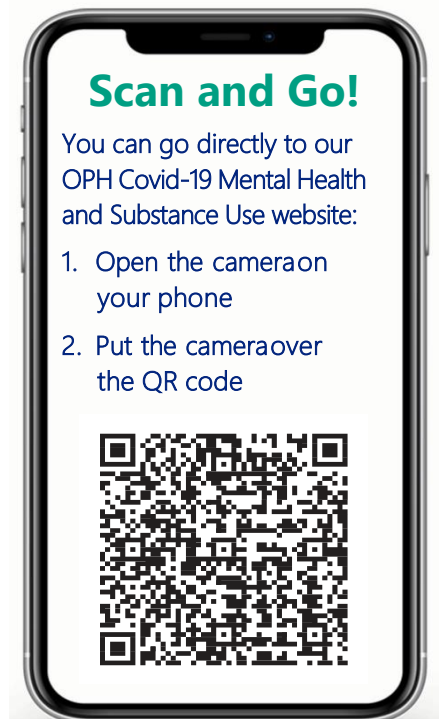 Scan and Go!
You can go directly to our
OPH Covid-19 Mental Health
and Substance Use website:
1. Open the cameraon
your phone
2. Put the cameraover
the QR code